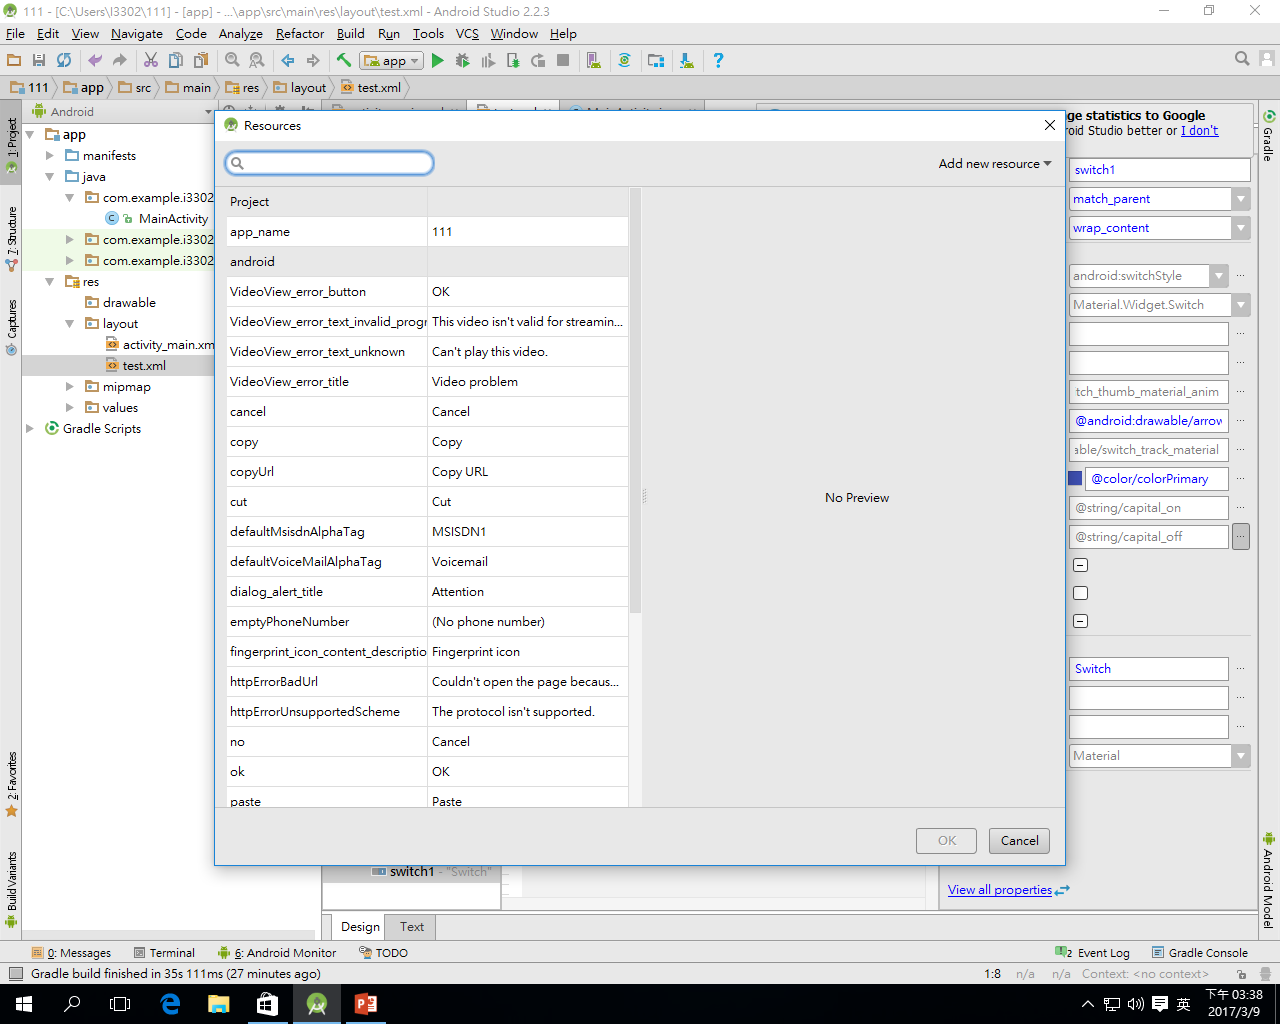 111 - [C:\Users\I3302\111] - [app] - ...\app\src\main\res\layout\test.xml - Android Studio 2.2.3
File Edit View Navigate Code Analyze Refactor Build Run Tools VCS Window Help
app
111 app src main res layout test.xml
Android
1: Project
7: Structure
Captures
2: Favorites
Build Variants
app
manifests
java
com.example.i3302
MainActivity
com.example.i3302
com.example.i3302
res
drawable
layout
activity_main.xm
test.xml
mipmap
values
Gradle Scripts
Resources
Add new resource
Project
app_name 111
android
VideoView_error_button OK
VideoView_error_text_invalid_progr This video isn't valid for streamin...
VideoView_error_text_unknown Can't play this video.
VideoView_error_title Video problem
cancel Cancel
copy Copy
copyUrl Copy URL
cut Cut
defaultMsisdnAlphaTag MSISDN1
defaultVoiceMailAlphaTag Voicemail
dialog_alert_title Attention
emptyPhoneNumber (No phone number)
fingerprint_icon_content_descriptio Fingerprint icon
httpErrorBadUrl Couldn't open the page becaus...
httpErrorUnsupportedScheme The protocol isn't supported.
no Cancel
ok OK
paste Paste
No Preview
OK Cancel
ge statistics to Google
roid Studio better or I don't
switch1
match_parent
wrap_content
android:switchStyle
Material.Widget.Switch
tch_thumb_material_anim
@android:drawable/arrow
able/switch_track_material
@color/colorPrimary
@string/capital_on
@string/capital_off
Switch
Material
View all properties
Gradle
Android Model
switch1 - "Switch"
Design Text
0: Messages Terminal 6: Android Monitor TODO 2 Event Log Gradle Console
Gradle build finished in 35s 111ms (27 minutes ago) 1:8 n/a n/a Context: <no context>
英 下午 03:38
2017/3/9